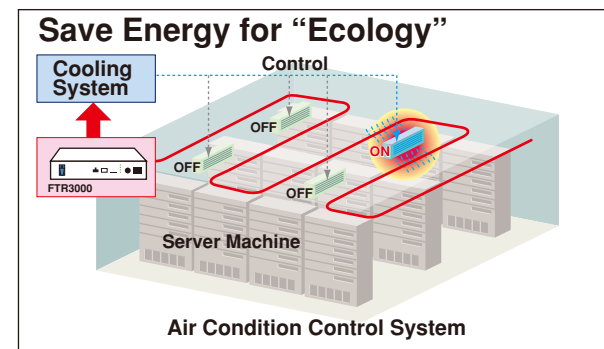 Save Energy for “Ecology”
Cooling
System
Control
OFF
ON
OFF
OFF
FTR3000
Server Machine
Air Condition Control System